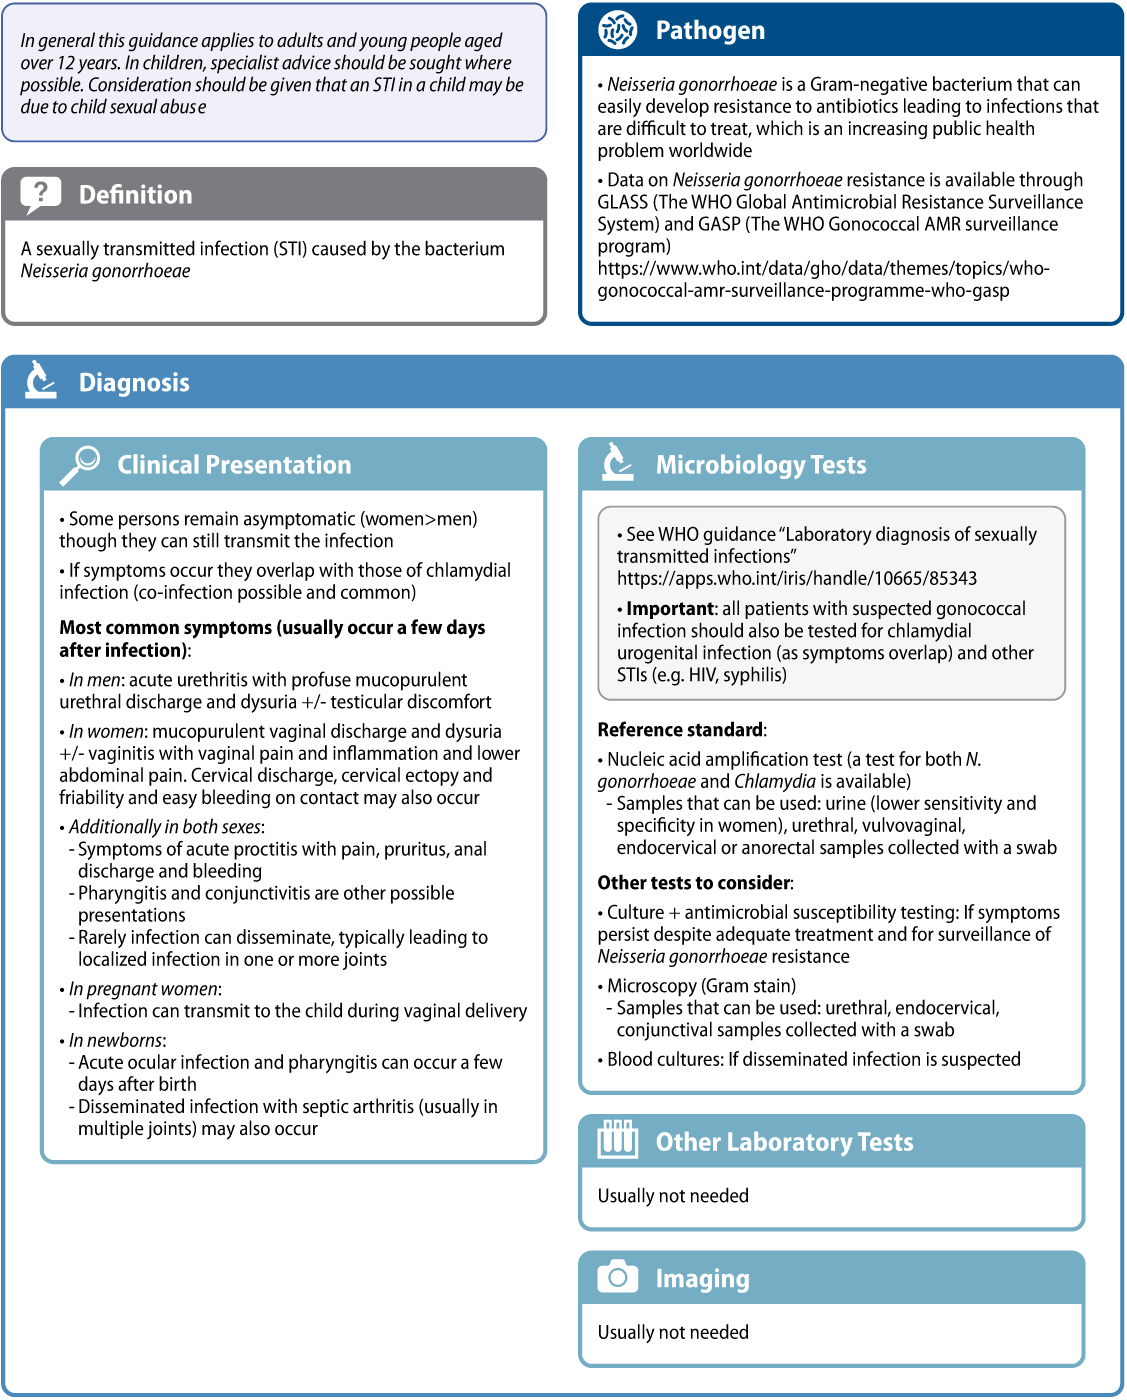 In general this guidance applies to adults and young people aged
over 12 years. In children, specialist advice should be sought where
possible. Consideration should be given that an STI in a child may be
due to child sexual abuse
Definition
A sexually transmitted infection (STI) caused by the bacterium
Neisseria gonorrhoeae
Pathogen
• Neisseria gonorrhoeae is a Gram-negative bacterium that can
easily develop resistance to antibiotics leading to infections that
are difficult to treat, which is an increasing public health
problem worldwide
• Data on Neisseria gonorrhoeae resistance is available through
GLASS (The WHO Global Antimicrobial Resistance Surveillance
System) and GASP (The WHO Gonococcal AMR surveillance
program)
https://www.who.int/data/gho/data/themes/topics/who-
gonococcal-amr-surveillance-programme-who-gasp
Diagnosis
Clinical Presentation
• Some persons remain asymptomatic (women>men)
though they can still transmit the infection
• If symptoms occur they overlap with those of chlamydial
infection (co-infection possible and common)
Most common symptoms (usually occur a few days
after infection):
• In men: acute urethritis with profuse mucopurulent
urethral discharge and dysuria +/- testicular discomfort
• In women: mucopurulent vaginal discharge and dysuria
+/- vaginitis with vaginal pain and inflammation and lower
abdominal pain. Cervical discharge, cervical ectopy and
friability and easy bleeding on contact may also occur
• Additionally in both sexes:
- Symptoms of acute proctitis with pain, pruritus, anal
discharge and bleeding
- Pharyngitis and conjunctivitis are other possible
presentations
- Rarely infection can disseminate, typically leading to
localized infection in one or more joints
• In pregnant women:
- Infection can transmit to the child during vaginal delivery
• In newborns:
- Acute ocular infection and pharyngitis can occur a few
days after birth
- Disseminated infection with septic arthritis (usually in
multiple joints) may also occur
Microbiology Tests
• See WHO guidance “Laboratory diagnosis of sexually
transmitted infections”
https://apps.who.int/iris/handle/10665/85343
• Important: all patients with suspected gonococcal
infection should also be tested for chlamydial
urogenital infection (as symptoms overlap) and other
STIs (e.g. HIV, syphilis)
Reference standard:
• Nucleic acid amplification test (a test for both N.
gonorrhoeae and Chlamydia is available)
- Samples that can be used: urine (lower sensitivity and
specificity in women), urethral, vulvovaginal,
endocervical or anorectal samples collected with a swab
Other tests to consider:
• Culture + antimicrobial susceptibility testing: If symptoms
persist despite adequate treatment and for surveillance of
Neisseria gonorrhoeae resistance
• Microscopy (Gram stain)
- Samples that can be used: urethral, endocervical,
conjunctival samples collected with a swab
• Blood cultures: If disseminated infection is suspected
Other Laboratory Tests
Usually not needed
Imaging
Usually not needed